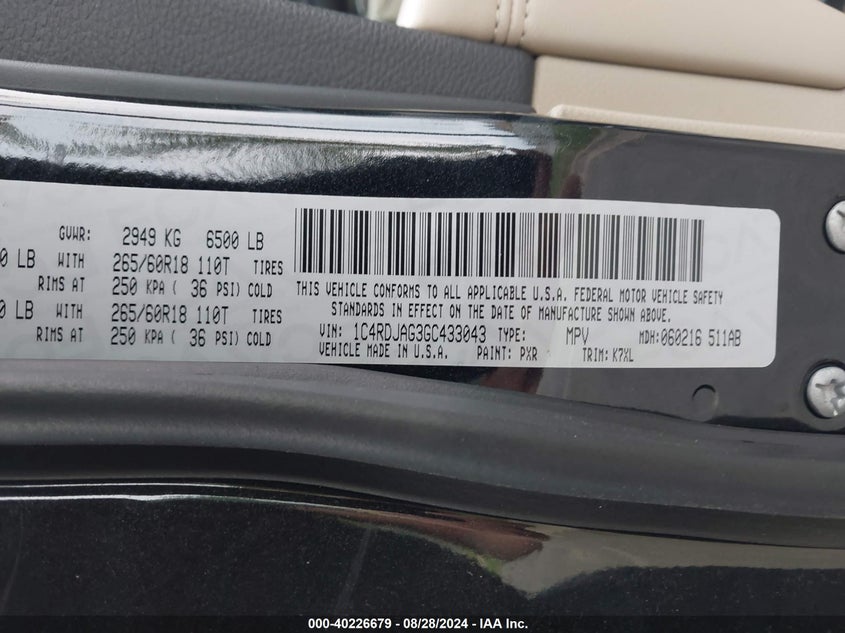 GVWR: 2949 KG 6500 LB
0 LB WITH 265/60R18 110T TIRES
RIMS AT 250 KPA ( 36 PSI) COLD
0 LB WITH 265/60R18 110T TIRES
RIMS AT 250 KPA ( 36 PSI) COLD
THIS VEHICLE CONFORMS TO ALL APPLICABLE U.S.A. FEDERAL MOTOR VEHICLE SAFETY
STANDARDS IN EFFECT ON THE DATE OF MANUFACTURE SHOWN ABOVE.
VIN: 1C4RDJAG3GC433043 TYPE: MPV MDH:060216 511AB
VEHICLE MADE IN U.S.A. PAINT: PXR TRIM: K7XL
000-40226679 - 08/28/2024 - IAA Inc.